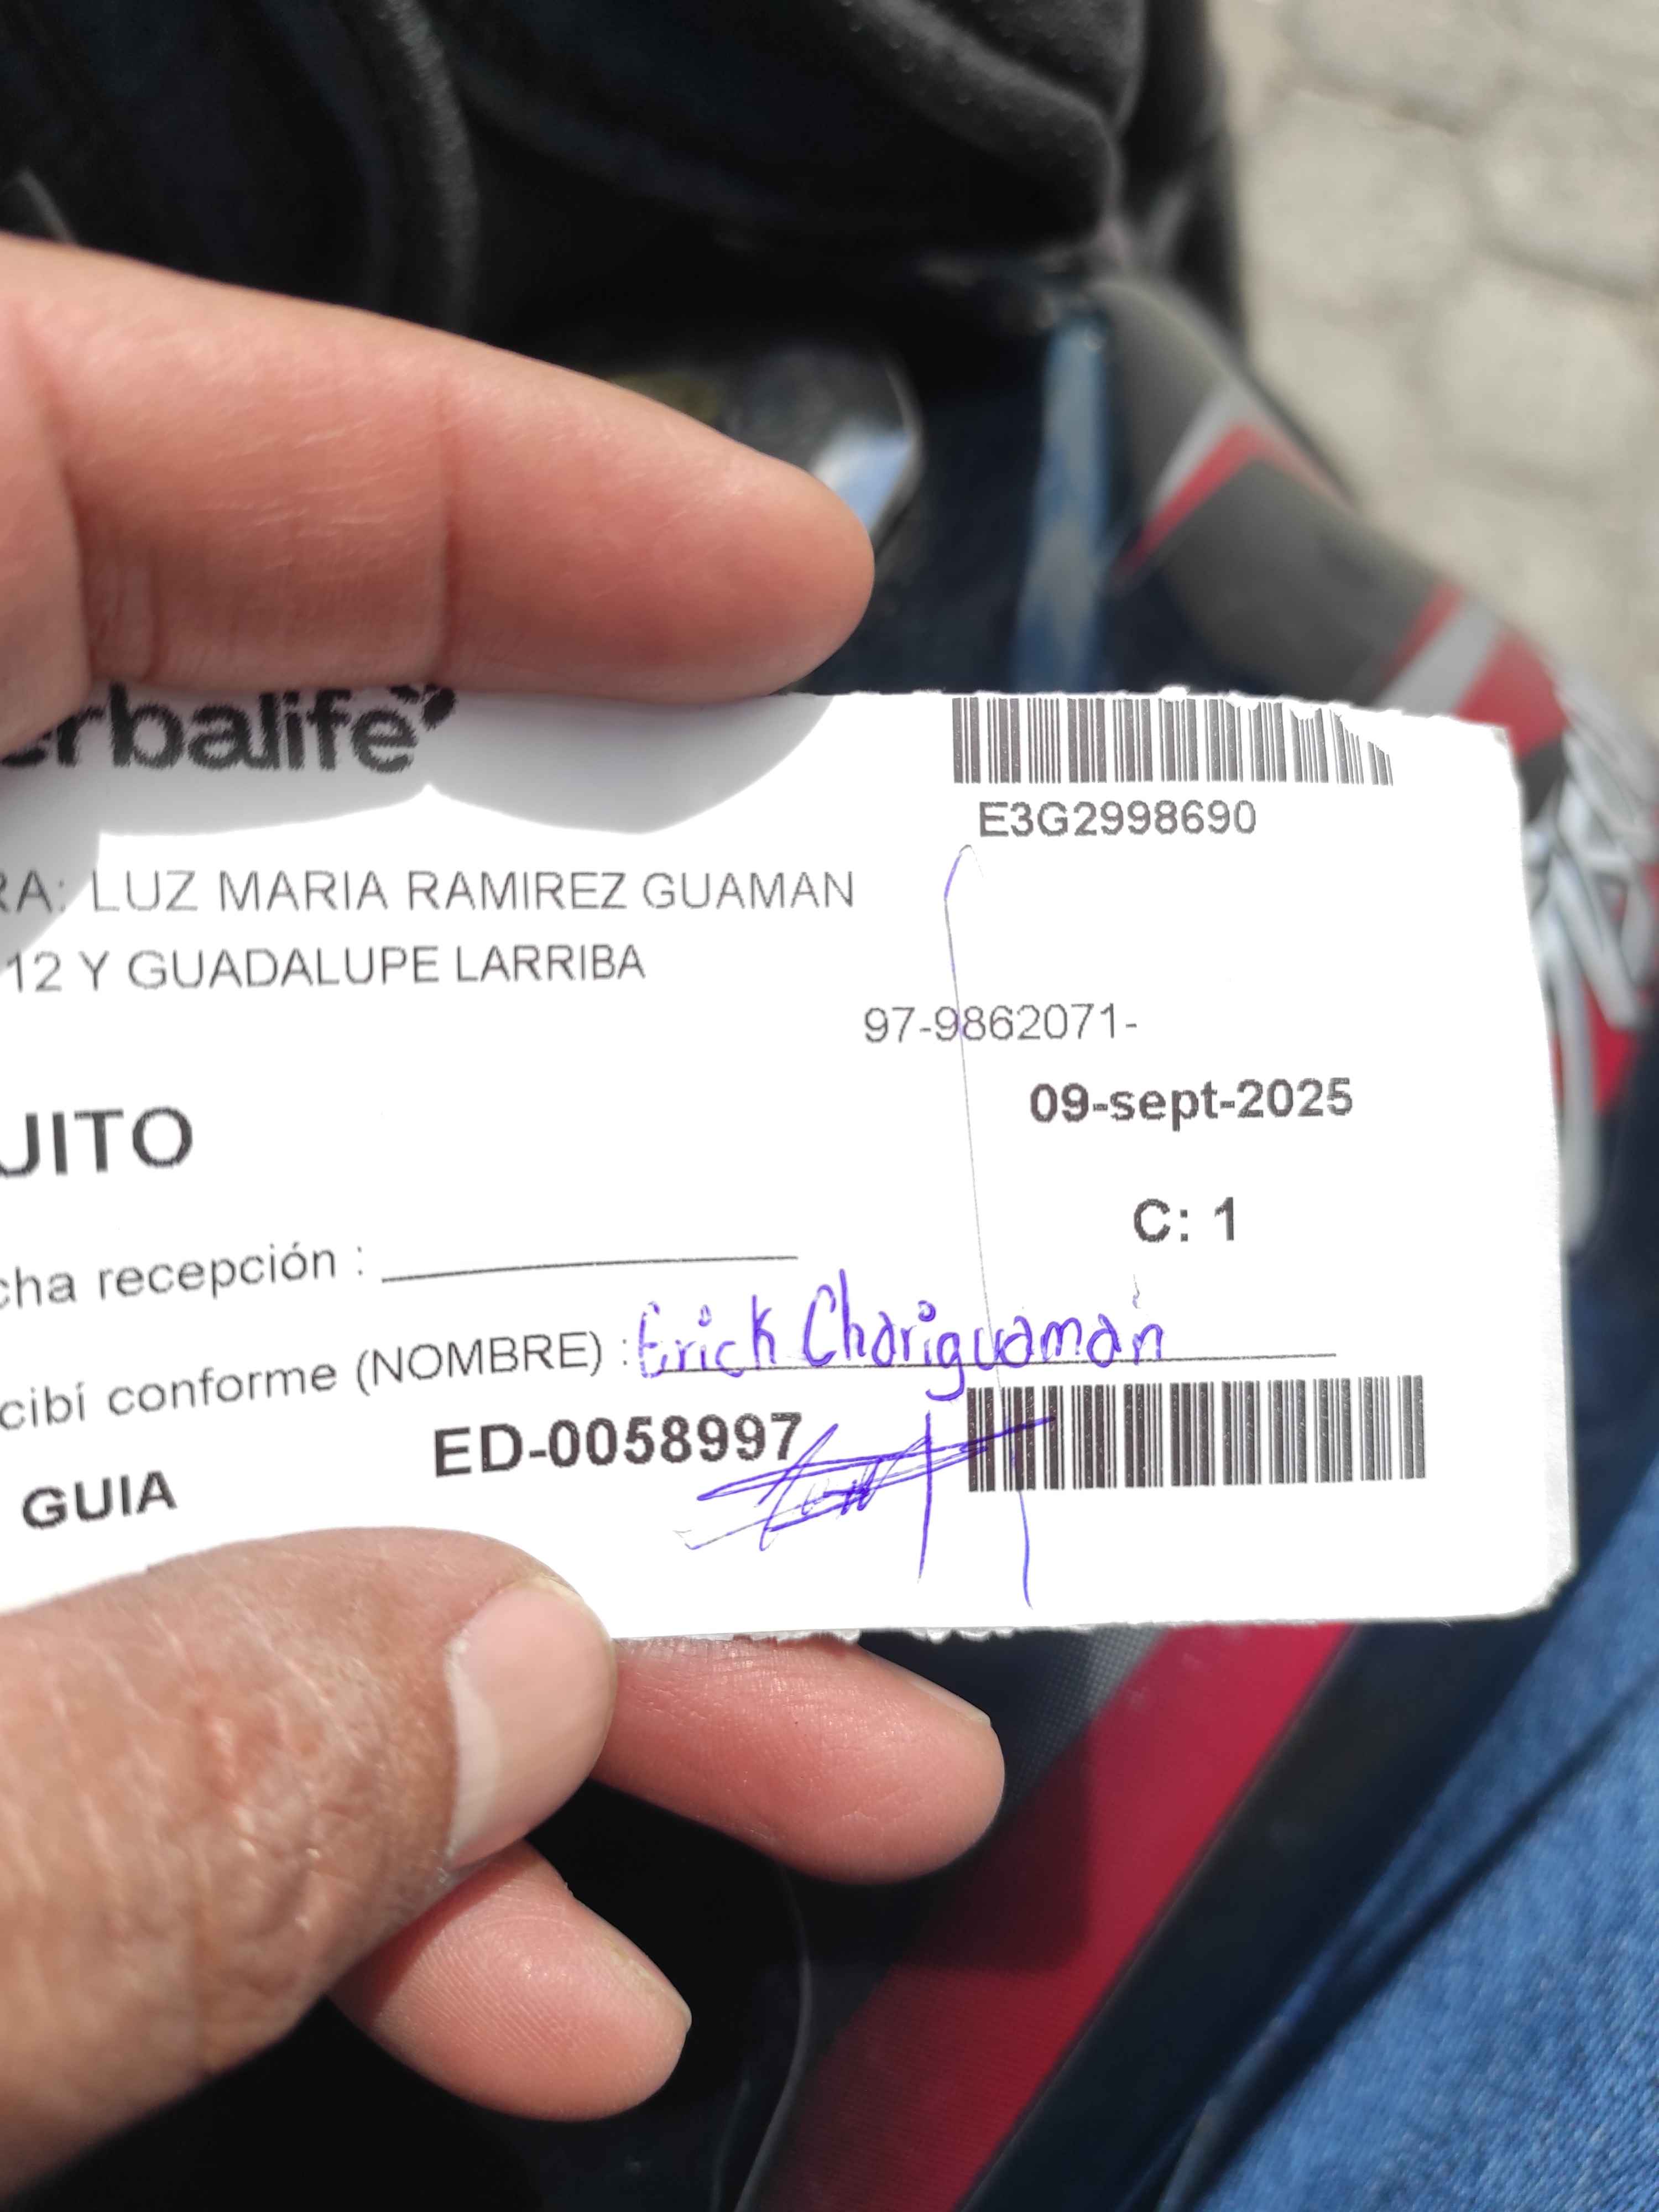 erbalife
E3G2998690
RA: LUZ MARIA RAMIREZ GUAMAN
12 Y GUADALUPE LARRIBA
97-9862071-
09-sept-2025
UITO
C: 1
cha recepción :
cibí conforme (NOMBRE) : Erick Chariguamán
ED-0058997
GUIA